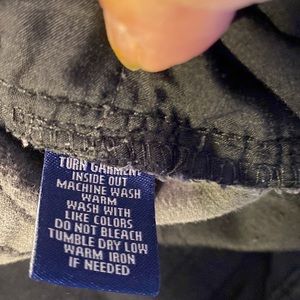 TURN GARMENT
INSIDE OUT
MACHINE WASH
WARM
WASH WITH
LIKE COLORS
DO NOT BLEACH
TUMBLE DRY LOW
WARM IRON
IF NEEDED